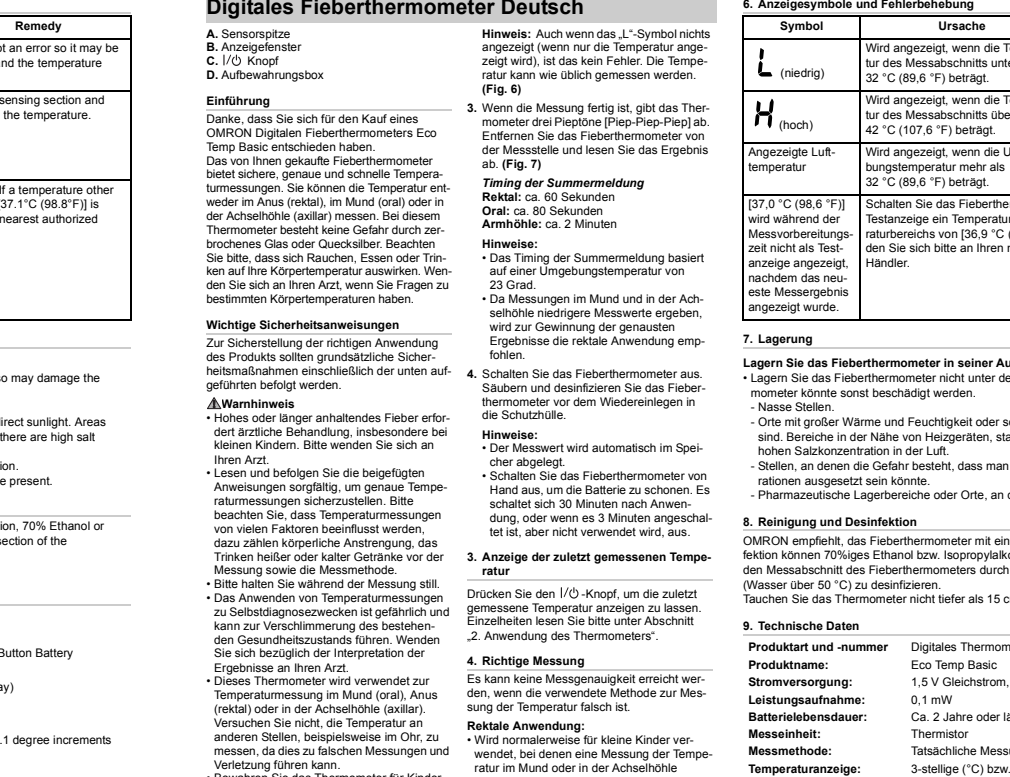 Remedy
ot an error so it may be
nd the temperature
sensing section and
the temperature.
If a temperature other
37.1°C (98.8°F)] is
nearest authorized
so may damage the
direct sunlight. Areas
there are high salt
tion.
e present.
tion, 70% Ethanol or
section of the
Button Battery
ay)
.1 degree increments
Digitales Fieberthermometer Deutsch
A. Sensorspitze
B. Anzeigefenster
C. I/⏻ Knopf
D. Aufbewahrungsbox
Einführung
Danke, dass Sie sich für den Kauf eines
OMRON Digitalen Fieberthermometers Eco
Temp Basic entschieden haben.
Das von Ihnen gekaufte Fieberthermometer
bietet sichere, genaue und schnelle Tempera-
turmessungen. Sie können die Temperatur ent-
weder im Anus (rektal), im Mund (oral) oder in
der Achselhöhle (axillar) messen. Bei diesem
Thermometer besteht keine Gefahr durch zer-
brochenes Glas oder Quecksilber. Beachten
Sie bitte, dass sich Rauchen, Essen oder Trin-
ken auf Ihre Körpertemperatur auswirken. Wen-
den Sie sich an Ihren Arzt, wenn Sie Fragen zu
bestimmten Körpertemperaturen haben.
Wichtige Sicherheitsanweisungen
Zur Sicherstellung der richtigen Anwendung
des Produkts sollten grundsätzliche Sicher-
heitsmaßnahmen einschließlich der unten auf-
geführten befolgt werden.
⚠Warnhinweis
• Hohes oder länger anhaltendes Fieber erfor-
dert ärztliche Behandlung, insbesondere bei
kleinen Kindern. Bitte wenden Sie sich an
Ihren Arzt.
• Lesen und befolgen Sie die beigefügten
Anweisungen sorgfältig, um genaue Tempe-
raturmessungen sicherzustellen. Bitte
beachten Sie, dass Temperaturmessungen
von vielen Faktoren beeinflusst werden,
dazu zählen körperliche Anstrengung, das
Trinken heißer oder kalter Getränke vor der
Messung sowie die Messmethode.
• Bitte halten Sie während der Messung still.
• Das Anwenden von Temperaturmessungen
zu Selbstdiagnosezwecken ist gefährlich und
kann zur Verschlimmerung des bestehen-
den Gesundheitszustands führen. Wenden
Sie sich bezüglich der Interpretation der
Ergebnisse an Ihren Arzt.
• Dieses Thermometer wird verwendet zur
Temperaturmessung im Mund (oral), Anus
(rektal) oder in der Achselhöhle (axillar).
Versuchen Sie nicht, die Temperatur an
anderen Stellen, beispielsweise im Ohr, zu
messen, da dies zu falschen Messungen und
Verletzung führen kann.
• Bewahren Sie das Thermometer für Kinder
Hinweis: Auch wenn das „L“-Symbol nichts
angezeigt (wenn nur die Temperatur ange-
zeigt wird), ist das kein Fehler. Die Tempe-
ratur kann wie üblich gemessen werden.
(Fig. 6)
3. Wenn die Messung fertig ist, gibt das Ther-
mometer drei Pieptöne [Piep-Piep-Piep] ab.
Entfernen Sie das Fieberthermometer von
der Messstelle und lesen Sie das Ergebnis
ab. (Fig. 7)
Timing der Summermeldung
Rektal: ca. 60 Sekunden
Oral: ca. 80 Sekunden
Armhöhle: ca. 2 Minuten
Hinweise:
• Das Timing der Summermeldung basiert
auf einer Umgebungstemperatur von
23 Grad.
• Da Messungen im Mund und in der Ach-
selhöhle niedrigere Messwerte ergeben,
wird zur Gewinnung der genausten
Ergebnisse die rektale Anwendung emp-
fohlen.
4. Schalten Sie das Fieberthermometer aus.
Säubern und desinfizieren Sie das Fieber-
thermometer vor dem Wiedereinlegen in
die Schutzhülle.
Hinweise:
• Der Messwert wird automatisch im Spei-
cher abgelegt.
• Schalten Sie das Fieberthermometer von
Hand aus, um die Batterie zu schonen. Es
schaltet sich 30 Minuten nach Anwen-
dung, oder wenn es 3 Minuten angeschal-
tet ist, aber nicht verwendet wird, aus.
3. Anzeige der zuletzt gemessenen Tempe-
ratur
Drücken Sie den I/⏻ -Knopf, um die zuletzt
gemessene Temperatur anzeigen zu lassen.
Einzelheiten lesen Sie bitte unter Abschnitt
„2. Anwendung des Thermometers“.
4. Richtige Messung
Es kann keine Messgenauigkeit erreicht wer-
den, wenn die verwendete Methode zur Mes-
sung der Temperatur falsch ist.
Rektale Anwendung:
• Wird normalerweise für kleine Kinder ver-
wendet, bei denen eine Messung der Tempe-
ratur im Mund oder in der Achselhöhle
6. Anzeigesymbole und Fehlerbehebung
Symbol Ursache
L (niedrig)
Wird angezeigt, wenn die Te
tur des Messabschnitts unte
32 °C (89,6 °F) beträgt.
H (hoch)
Wird angezeigt, wenn die Te
tur des Messabschnitts übe
42 °C (107,6 °F) beträgt.
Angezeigte Luft-
temperatur
Wird angezeigt, wenn die U
bungstemperatur mehr als
32 °C (89,6 °F) beträgt.
[37,0 °C (98,6 °F)]
wird während der
Messvorbereitungs-
zeit nicht als Test-
anzeige angezeigt,
nachdem das neu-
este Messergebnis
angezeigt wurde.
Schalten Sie das Fieberther
Testanzeige ein Temperatur
raturbereichs von [36,9 °C (
den Sie sich bitte an Ihren n
Händler.
7. Lagerung
Lagern Sie das Fieberthermometer in seiner Au
• Lagern Sie das Fieberthermometer nicht unter de
mometer könnte sonst beschädigt werden.
- Nasse Stellen.
- Orte mit großer Wärme und Feuchtigkeit oder so
sind. Bereiche in der Nähe von Heizgeräten, sta
hohen Salzkonzentration in der Luft.
- Stellen, an denen die Gefahr besteht, dass man
rationen ausgesetzt sein könnte.
- Pharmazeutische Lagerbereiche oder Orte, an d
8. Reinigung und Desinfektion
OMRON empfiehlt, das Fieberthermometer mit ein
fektion können 70%iges Ethanol bzw. Isopropylalko
den Messabschnitt des Fieberthermometers durch
(Wasser über 50 °C) zu desinfizieren.
Tauchen Sie das Thermometer nicht tiefer als 15 c
9. Technische Daten
Produktart und -nummer Digitales Thermom
Produktname: Eco Temp Basic
Stromversorgung: 1,5 V Gleichstrom,
Leistungsaufnahme: 0,1 mW
Batterielebensdauer: Ca. 2 Jahre oder lä
Messeinheit: Thermistor
Messmethode: Tatsächliche Messu
Temperaturanzeige: 3-stellige (°C) bzw.